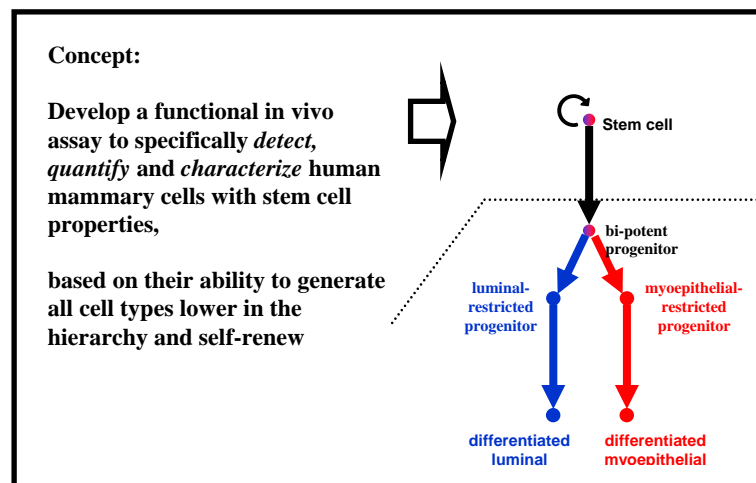 Concept:
Develop a functional in vivo
assay to specifically detect,
quantify and characterize human
mammary cells with stem cell
properties,
based on their ability to generate
all cell types lower in the
hierarchy and self-renew
Stem cell
bi-potent
progenitor
luminal-
restricted
progenitor
myoepithelial-
restricted
progenitor
differentiated
luminal
differentiated
myoepithelial